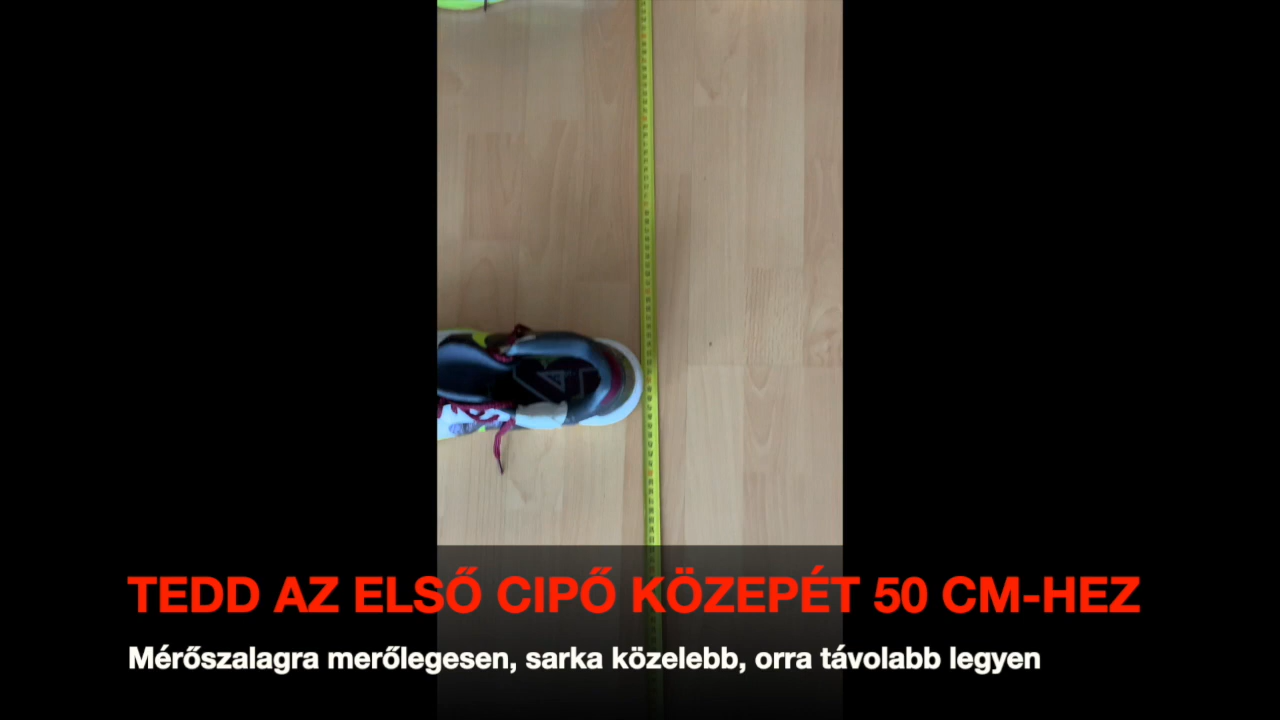 TEDD AZ ELSŐ CIPŐ KÖZEPÉT 50 CM-HEZ
Mérőszalagra merőlegesen, sarka közelebb, orra távolabb legyen